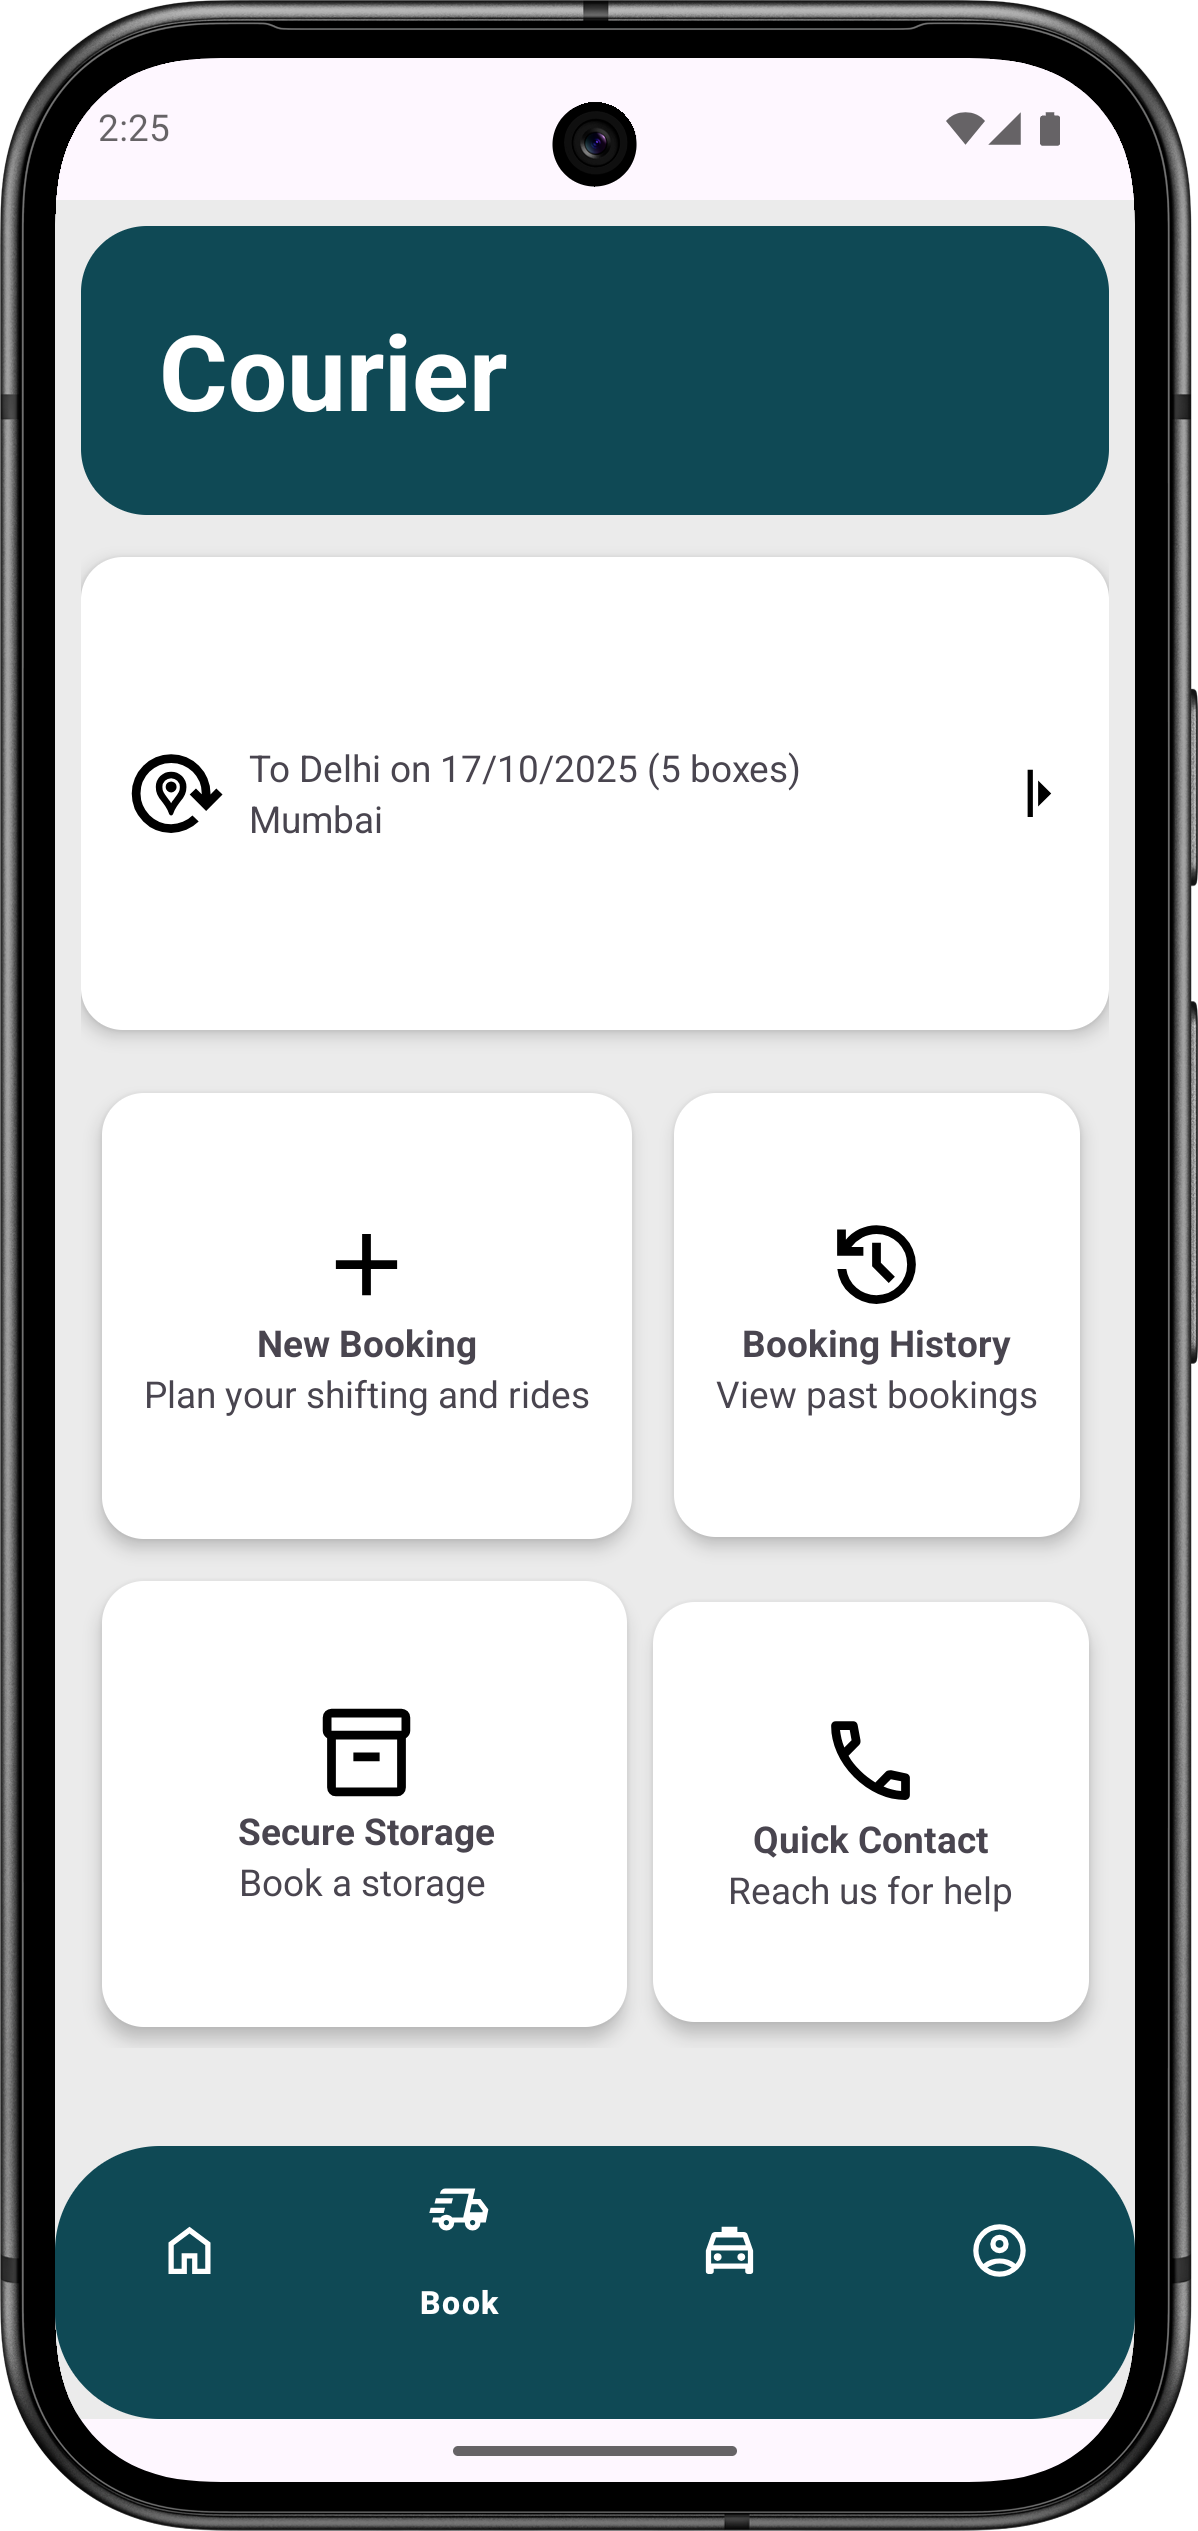 2:25
Courier
To Delhi on 17/10/2025 (5 boxes)
Mumbai
New Booking
Plan your shifting and rides
Booking History
View past bookings
Secure Storage
Book a storage
Quick Contact
Reach us for help
Book